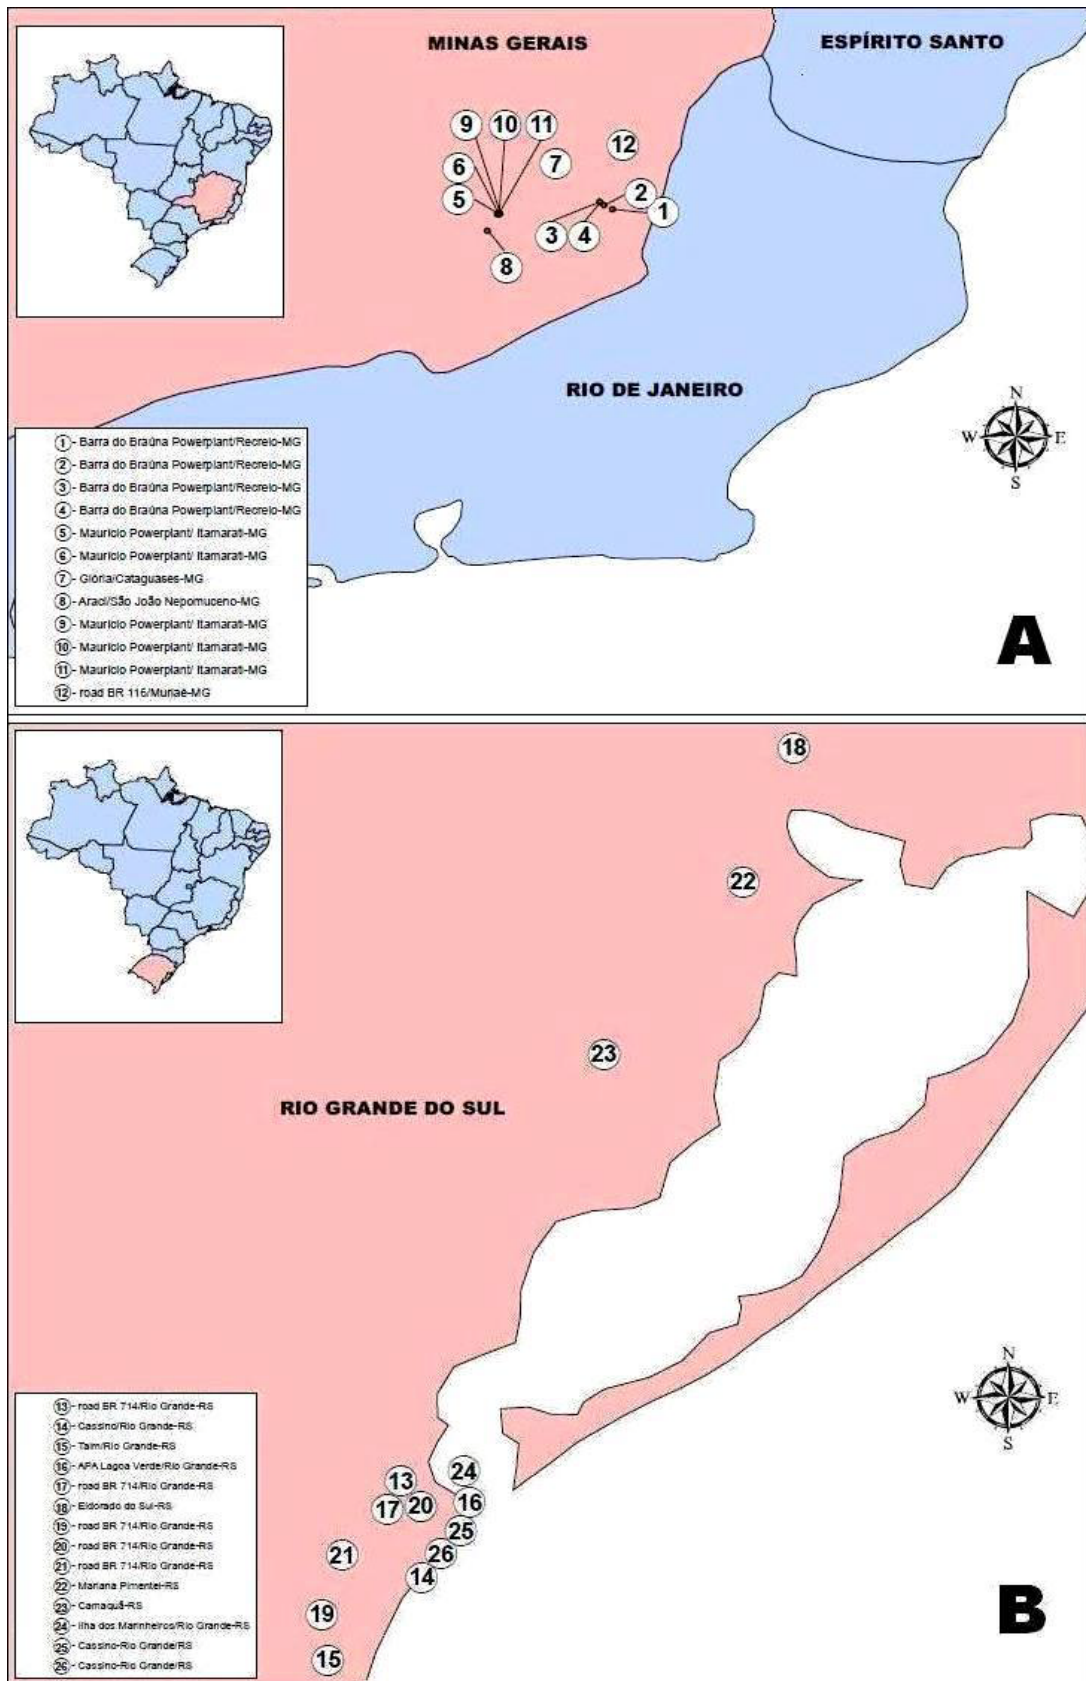 MINAS GERAIS
ESPÍRITO SANTO
9 10 11
12
6
7
5
2
1
3
4
8
RIO DE JANEIRO
N
W E
S
1 - Barra do Braúna Powerplant/Recreio-MG
2 - Barra do Braúna Powerplant/Recreio-MG
3 - Barra do Braúna Powerplant/Recreio-MG
4 - Barra do Braúna Powerplant/Recreio-MG
5 - Maurício Powerplant/ Itamarati-MG
6 - Maurício Powerplant/ Itamarati-MG
7 - Glória/Cataguases-MG
8 - Araci/São João Nepomuceno-MG
9 - Maurício Powerplant/ Itamarati-MG
10 - Maurício Powerplant/ Itamarati-MG
11 - Maurício Powerplant/ Itamarati-MG
12 - road BR 116/Muriaé-MG
A
18
22
23
RIO GRANDE DO SUL
N
W E
S
13 - road BR 714/Rio Grande-RS
14 - Cassino/Rio Grande-RS
15 - Taim/Rio Grande-RS
16 - APA Lagoa Verde/Rio Grande-RS
17 - road BR 714/Rio Grande-RS
18 - Eldorado do Sul-RS
19 - road BR 714/Rio Grande-RS
20 - road BR 714/Rio Grande-RS
21 - road BR 714/Rio Grande-RS
22 - Mariana Pimentel-RS
23 - Camaquã-RS
24 - Ilha dos Marinheiros/Rio Grande-RS
25 - Cassino-Rio Grande/RS
26 - Cassino-Rio Grande/RS
24
13
16
17
20
25
26
21
14
19
15
B